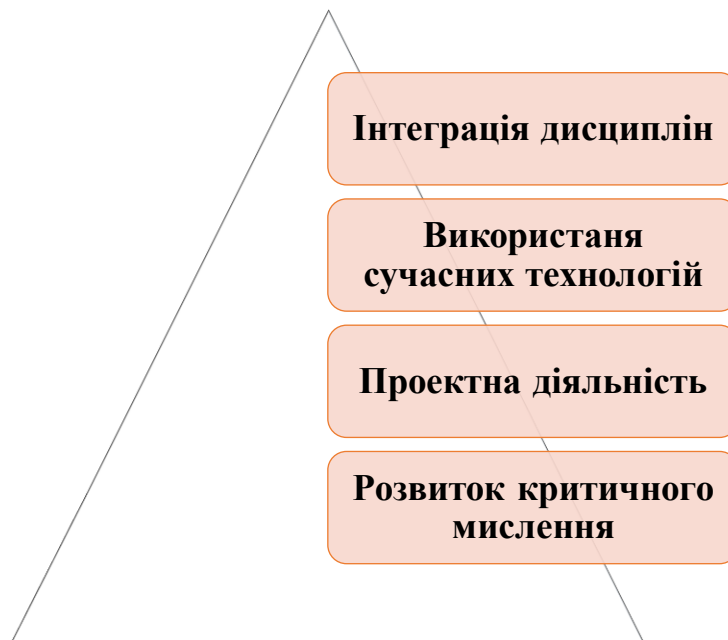 Інтеграція дисциплін
Використаня
сучасних технологій
Проектна діяльність
Розвиток критичного
мислення